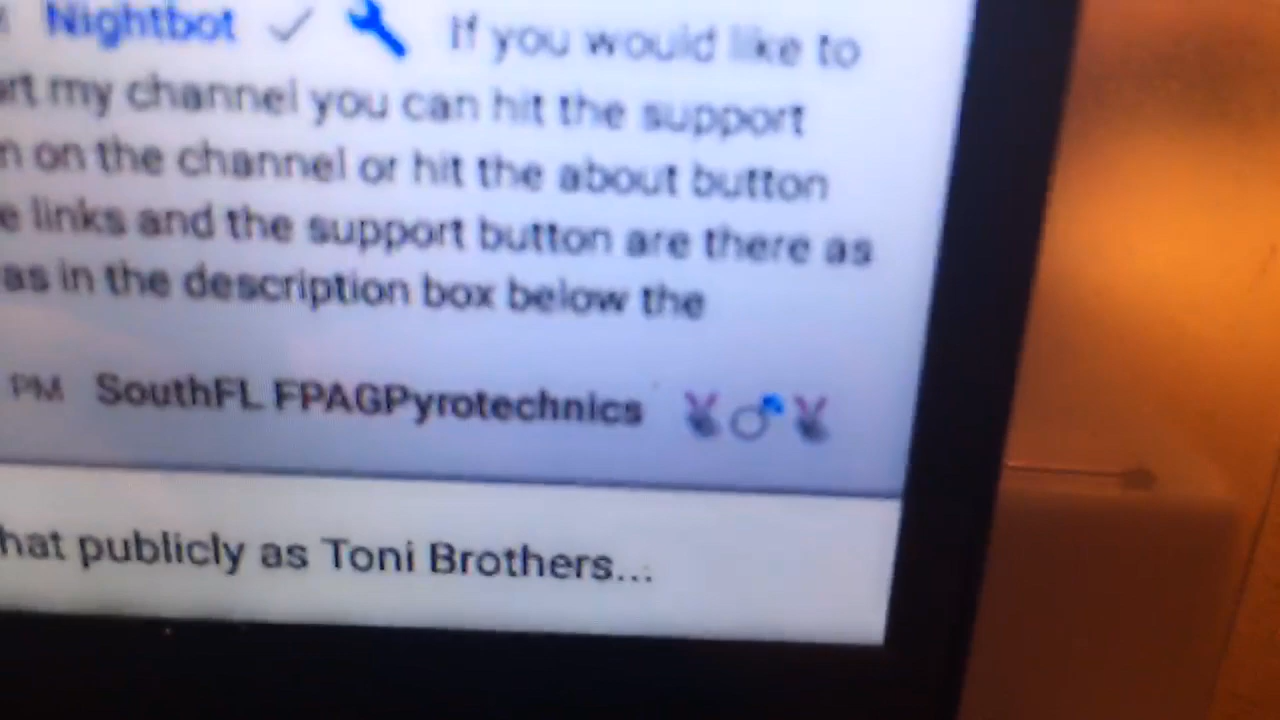 Nightbot If you would like to
rt my channel you can hit the support
n on the channel or hit the about button
e links and the support button are there as
as in the description box below the
PM SouthFL FPAGPyrotechnics
hat publicly as Toni Brothers...